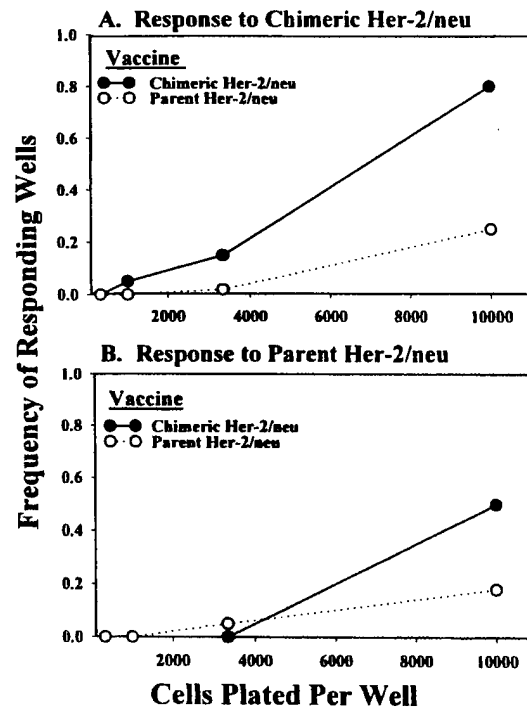 A. Response to Chimeric Her-2/neu
Vaccine
Chimeric Her-2/neu
Parent Her-2/neu
1.0
0.8
0.6
0.4
0.2
0.0
2000 4000 6000 8000 10000
B. Response to Parent Her-2/neu
Vaccine
Chimeric Her-2/neu
Parent Her-2/neu
1.0
0.8
0.6
0.4
0.2
0.0
2000 4000 6000 8000 10000
Frequency of Responding Wells
Cells Plated Per Well